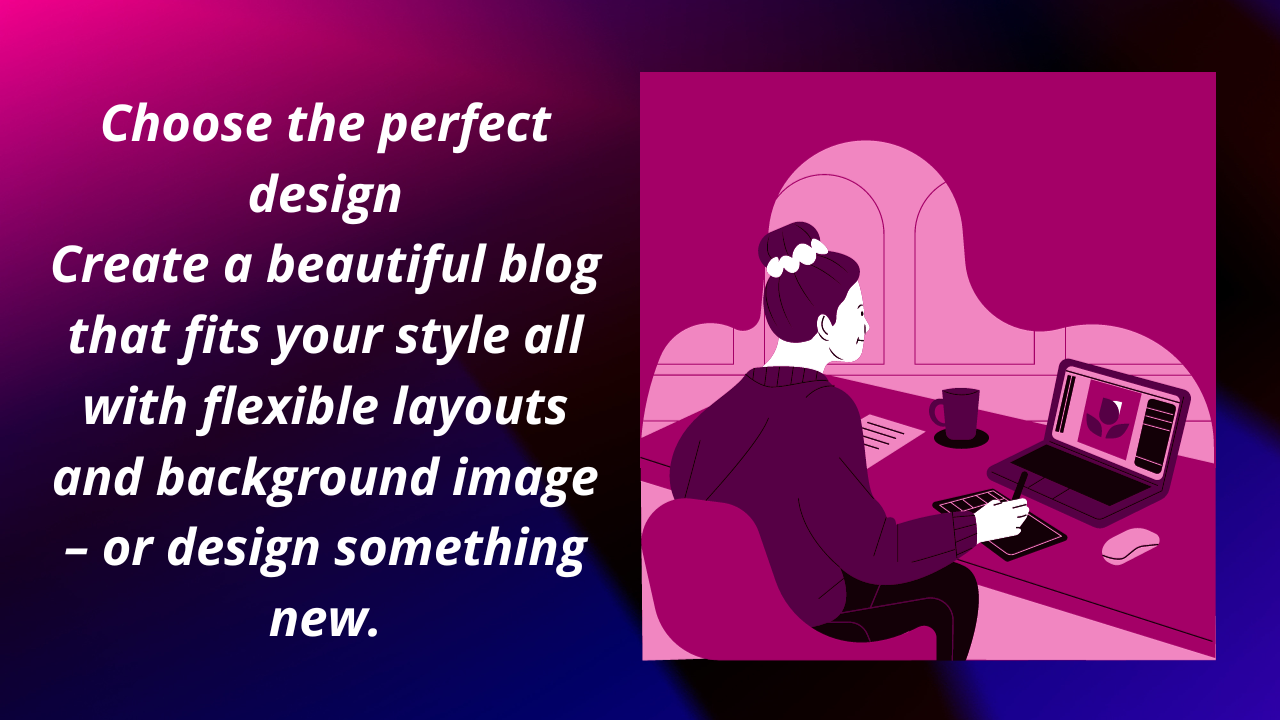 Choose the perfect
design
Create a beautiful blog
that fits your style all
with flexible layouts
and background image
– or design something
new.